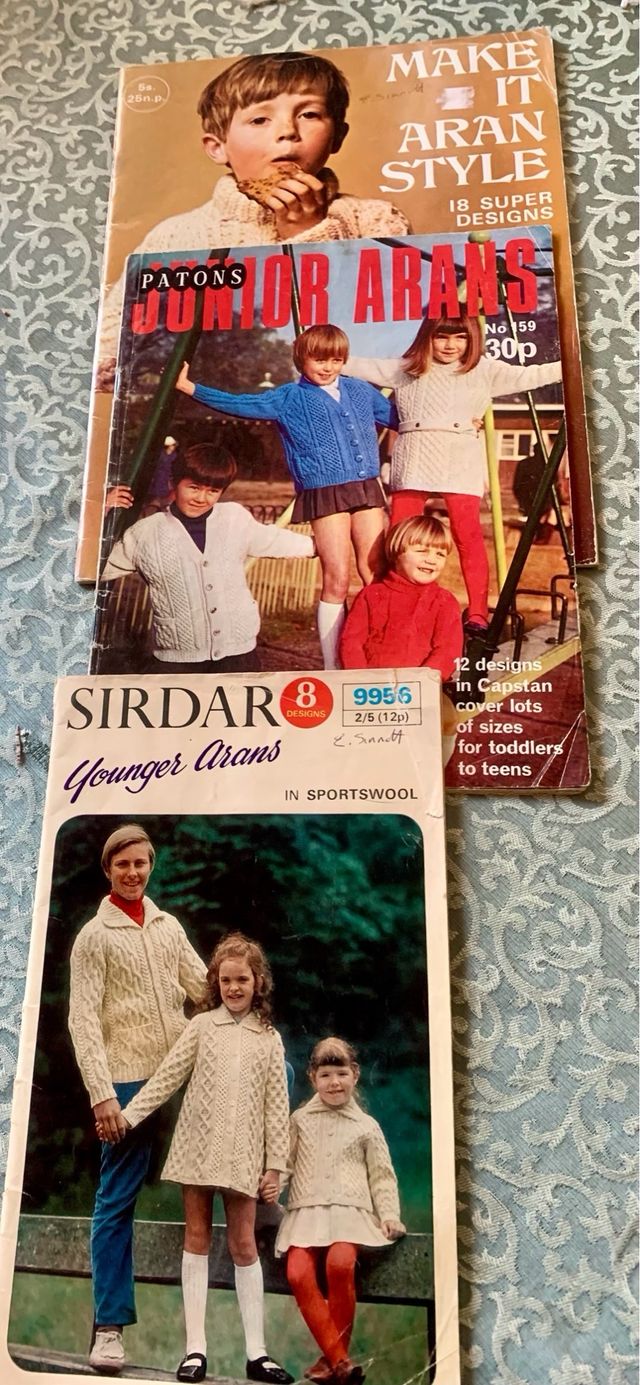 5s.
25n.p.
MAKE
IT
ARAN
STYLE
18 SUPER
DESIGNS
PATONS
JUNIOR ARANS
No 159
30p
12 designs
in Capstan
cover lots
of sizes
for toddlers
to teens
SIRDAR
8
DESIGNS
9956
2/5 (12p)
E. Sinnott
Younger Arans
IN SPORTSWOOL